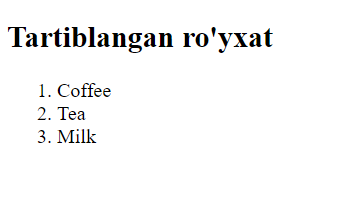 Tartiblangan ro'yxat
1. Coffee
2. Tea
3. Milk